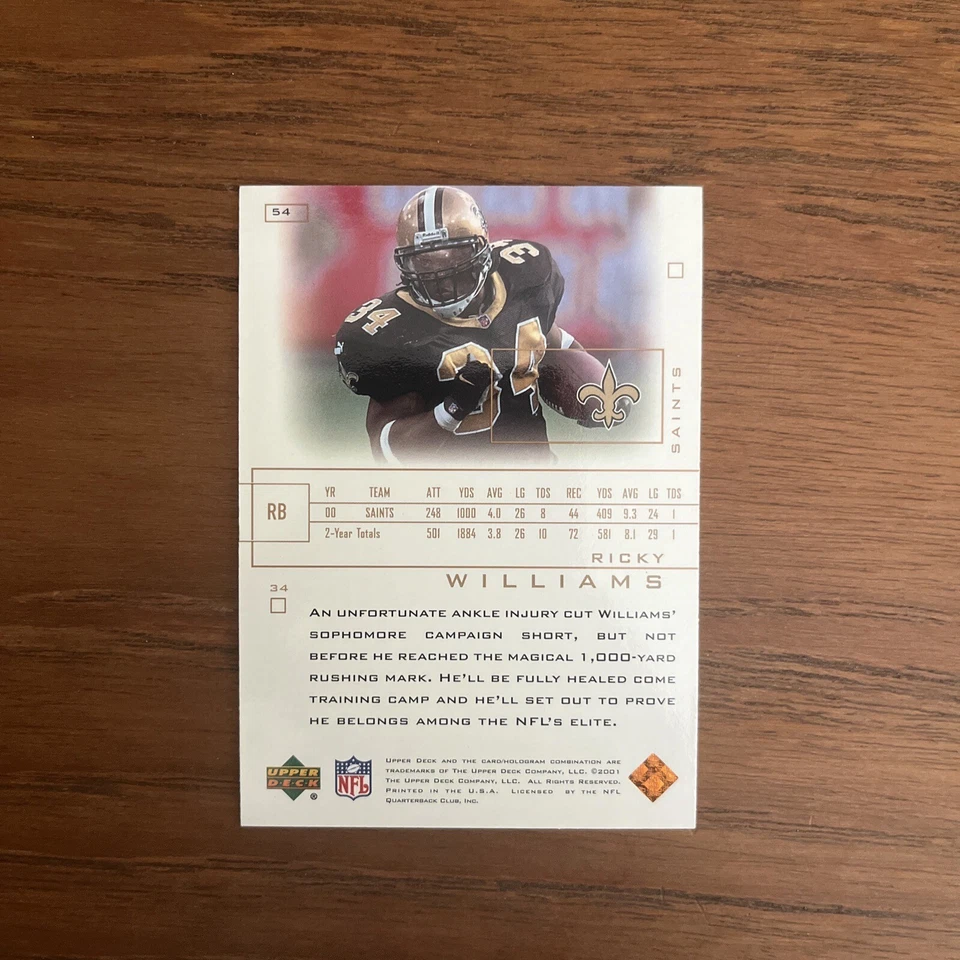 54
34
34
Riddell
SAINTS
YR TEAM ATT YDS AVG LG TDS REC YDS AVG LG TDS
RB
00 SAINTS 248 1000 4.0 26 8 44 409 9.3 24 1
2-Year Totals 501 1884 3.8 26 10 72 581 8.1 29 1
RICKY
WILLIAMS
34
AN UNFORTUNATE ANKLE INJURY CUT WILLIAMS'
SOPHOMORE CAMPAIGN SHORT, BUT NOT
BEFORE HE REACHED THE MAGICAL 1,000-YARD
RUSHING MARK. HE'LL BE FULLY HEALED COME
TRAINING CAMP AND HE'LL SET OUT TO PROVE
HE BELONGS AMONG THE NFL'S ELITE.
UPPER
DECK
®
NFL
UPPER DECK AND THE CARD/HOLOGRAM COMBINATION ARE
TRADEMARKS OF THE UPPER DECK COMPANY, LLC. ©2001
THE UPPER DECK COMPANY, LLC. ALL RIGHTS RESERVED.
PRINTED IN THE U.S.A. LICENSED BY THE NFL
QUARTERBACK CLUB, INC.